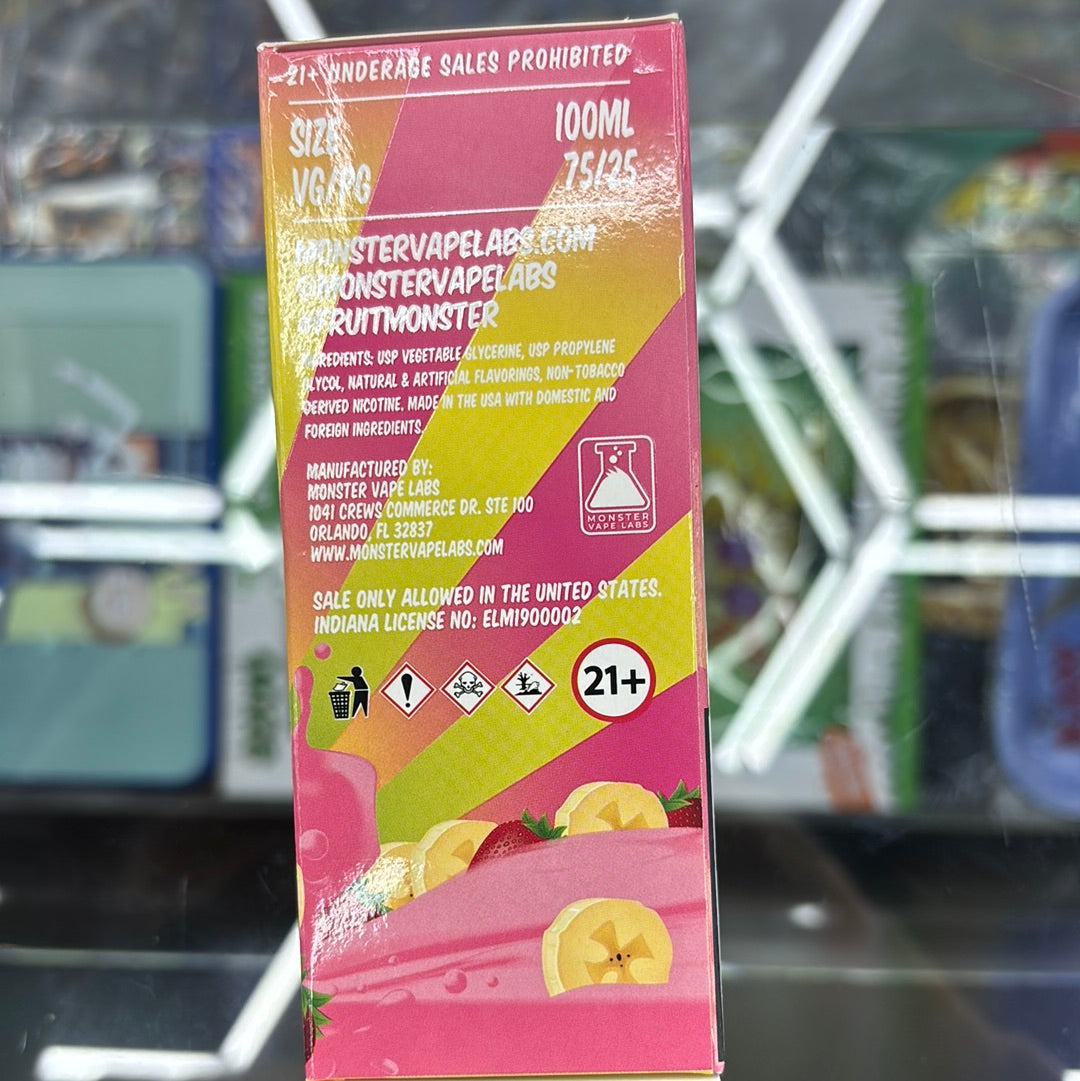 21+ UNDERAGE SALES PROHIBITED
SIZE 100ML
VG/PG 75/25
MONSTERVAPELABS.COM
@MONSTERVAPELABS
#FRUITMONSTER
INGREDIENTS: USP VEGETABLE GLYCERINE, USP PROPYLENE
GLYCOL, NATURAL & ARTIFICIAL FLAVORINGS, NON-TOBACCO
DERIVED NICOTINE. MADE IN THE USA WITH DOMESTIC AND
FOREIGN INGREDIENTS.
MANUFACTURED BY:
MONSTER VAPE LABS
1041 CREWS COMMERCE DR. STE 100
ORLANDO, FL 32837
WWW.MONSTERVAPELABS.COM
MONSTER
VAPE LABS
SALE ONLY ALLOWED IN THE UNITED STATES.
INDIANA LICENSE NO: ELM1900002
21+